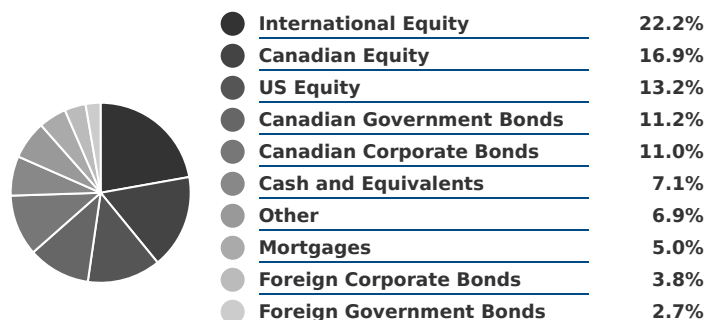 International Equity 22.2%
Canadian Equity 16.9%
US Equity 13.2%
Canadian Government Bonds 11.2%
Canadian Corporate Bonds 11.0%
Cash and Equivalents 7.1%
Other 6.9%
Mortgages 5.0%
Foreign Corporate Bonds 3.8%
Foreign Government Bonds 2.7%